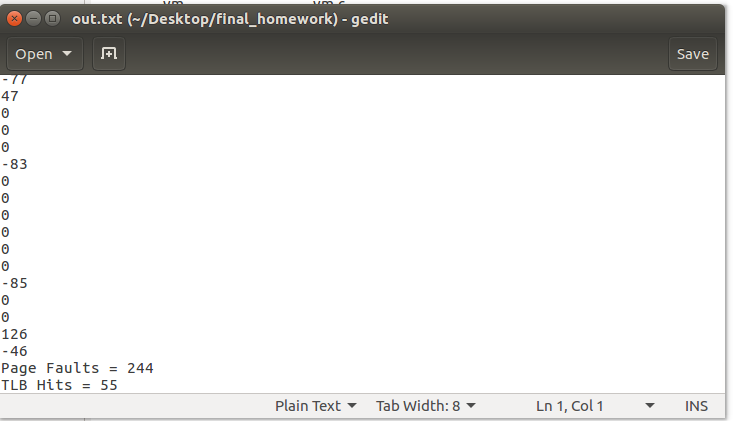 out.txt (~/Desktop/final_homework) - gedit
Open
Save
-77
47
0
0
0
-83
0
0
0
0
0
0
-85
0
0
126
-46
Page Faults = 244
TLB Hits = 55
Plain Text Tab Width: 8 Ln 1, Col 1 INS